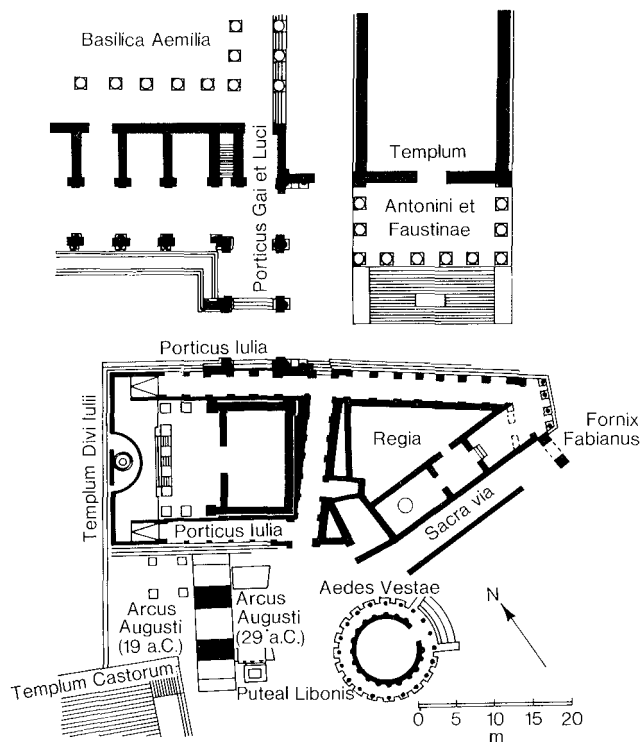 Basilica Aemilia
Porticus Gai et Luci
Templum
Antonini et
Faustinae
Porticus Iulia
Templum Divi Iulii
Regia
Fornix
Fabianus
Sacra via
Porticus Iulia
Arcus
Augusti
(19 a.C.)
Arcus
Augusti
(29 a.C.)
Aedes Vestae
N
Templum Castorum
Puteal Libonis
0 5 10 15 20
m